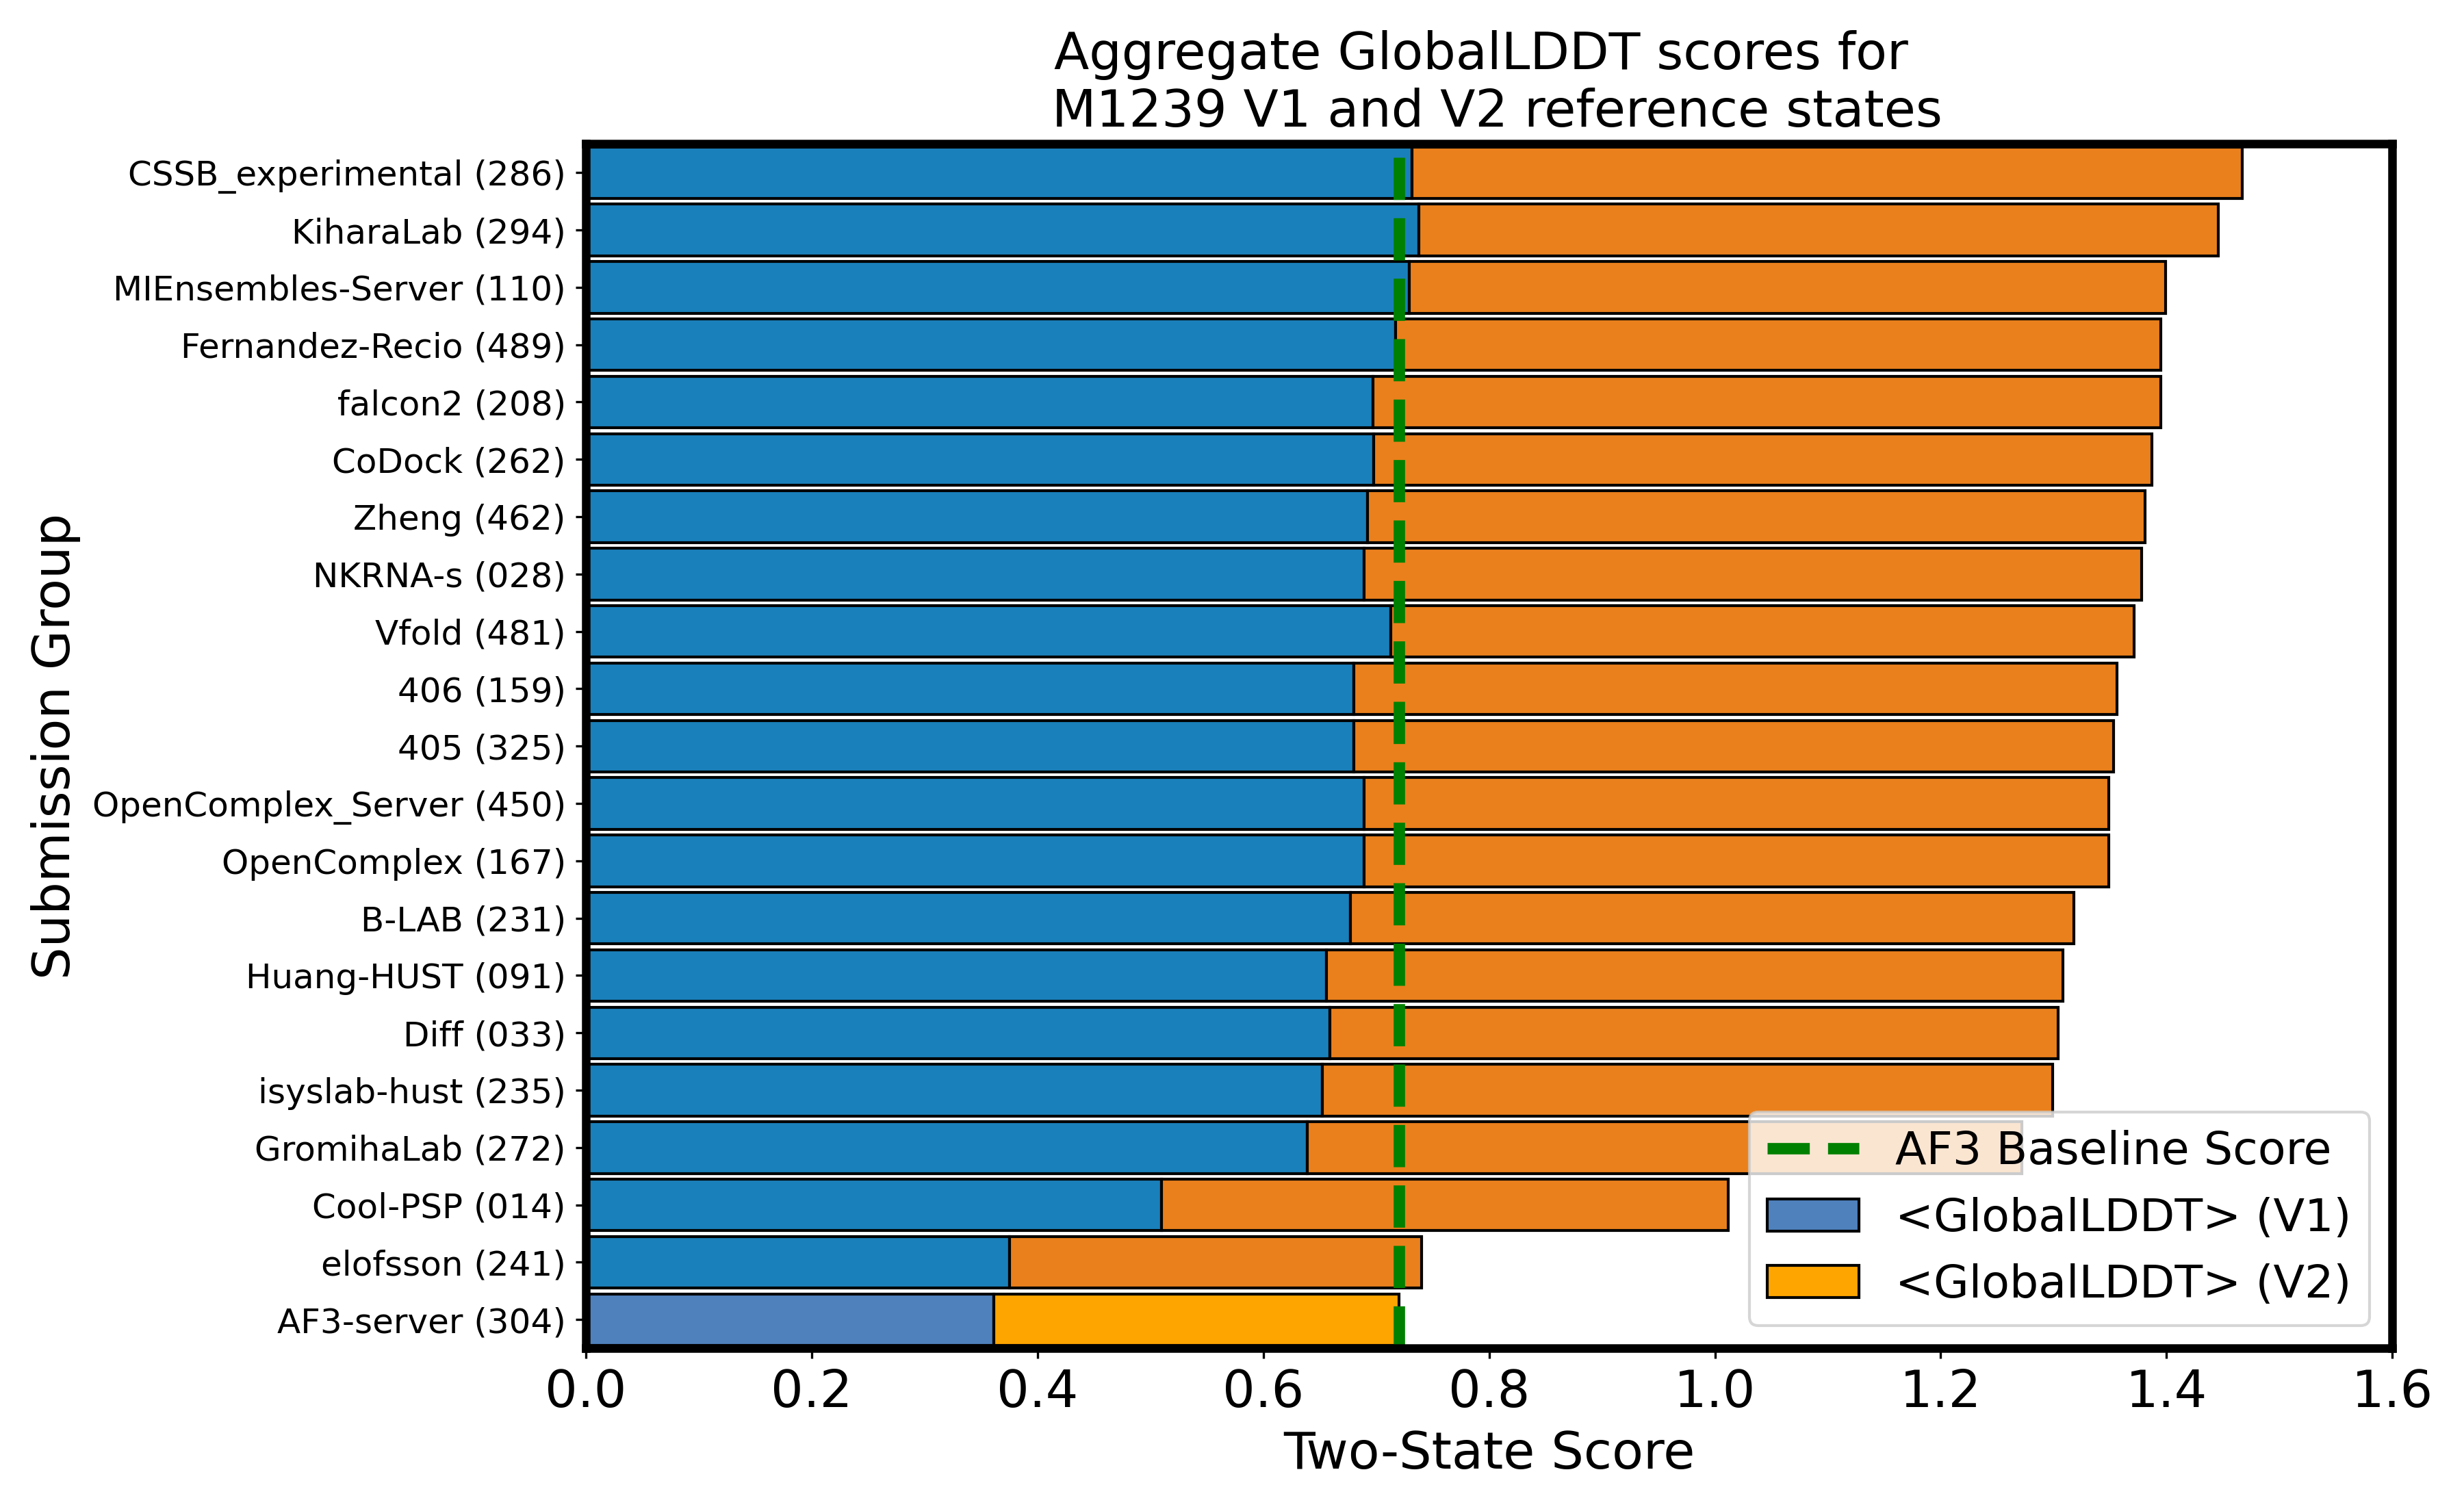 Aggregate GlobalLDDT scores for
M1239 V1 and V2 reference states
Submission Group
CSSB_experimental (286)
KiharaLab (294)
MIEnsembles-Server (110)
Fernandez-Recio (489)
falcon2 (208)
CoDock (262)
Zheng (462)
NKRNA-s (028)
Vfold (481)
406 (159)
405 (325)
OpenComplex_Server (450)
OpenComplex (167)
B-LAB (231)
Huang-HUST (091)
Diff (033)
isyslab-hust (235)
GromihaLab (272)
Cool-PSP (014)
elofsson (241)
AF3-server (304)
AF3 Baseline Score
<GlobalLDDT> (V1)
<GlobalLDDT> (V2)
0.0 0.2 0.4 0.6 0.8 1.0 1.2 1.4 1.6
Two-State Score